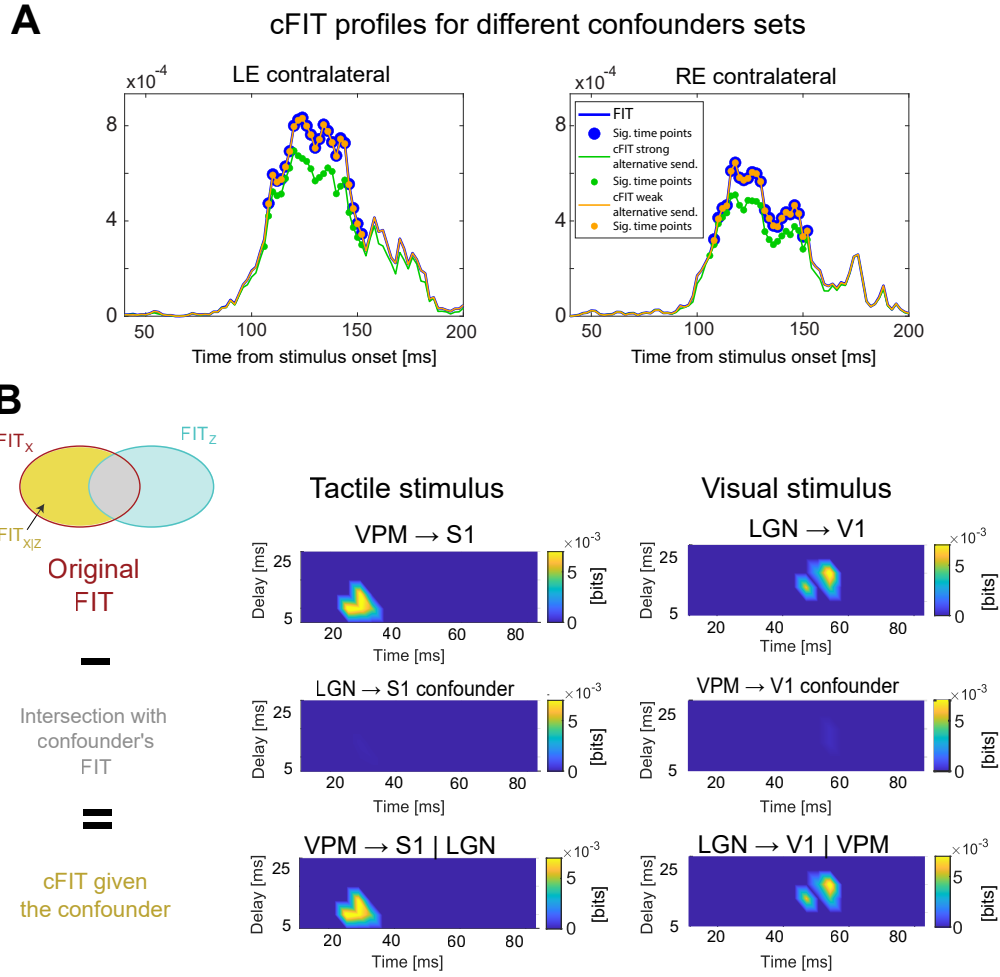 A
cFIT profiles for different confounders sets
LE contralateral
x10-4
8
4
0
50
100
150
200
Time from stimulus onset [ms]
RE contralateral
x10-4
8
4
0
50
100
150
200
Time from stimulus onset [ms]
FIT
Sig. time points
cFIT strong
alternative send.
Sig. time points
cFIT weak
alternative send.
Sig. time points
B
FITX
FITZ
FITX|Z
Original
FIT
Intersection with
confounder's
FIT
cFIT given
the confounder
Tactile stimulus
Visual stimulus
VPM → S1
Delay [ms]
25
5
20
40
60
80
Time [ms]
×10-3
5
0
[bits]
LGN → V1
Delay [ms]
25
5
20
40
60
80
Time [ms]
×10-3
5
0
[bits]
LGN → S1 confounder
Delay [ms]
25
5
20
40
60
80
Time [ms]
×10-3
5
0
[bits]
VPM → V1 confounder
Delay [ms]
25
5
20
40
60
80
Time [ms]
×10-3
5
0
[bits]
VPM → S1 | LGN
Delay [ms]
25
5
20
40
60
80
Time [ms]
×10-3
5
0
[bits]
LGN → V1 | VPM
Delay [ms]
25
5
20
40
60
80
Time [ms]
×10-3
5
0
[bits]